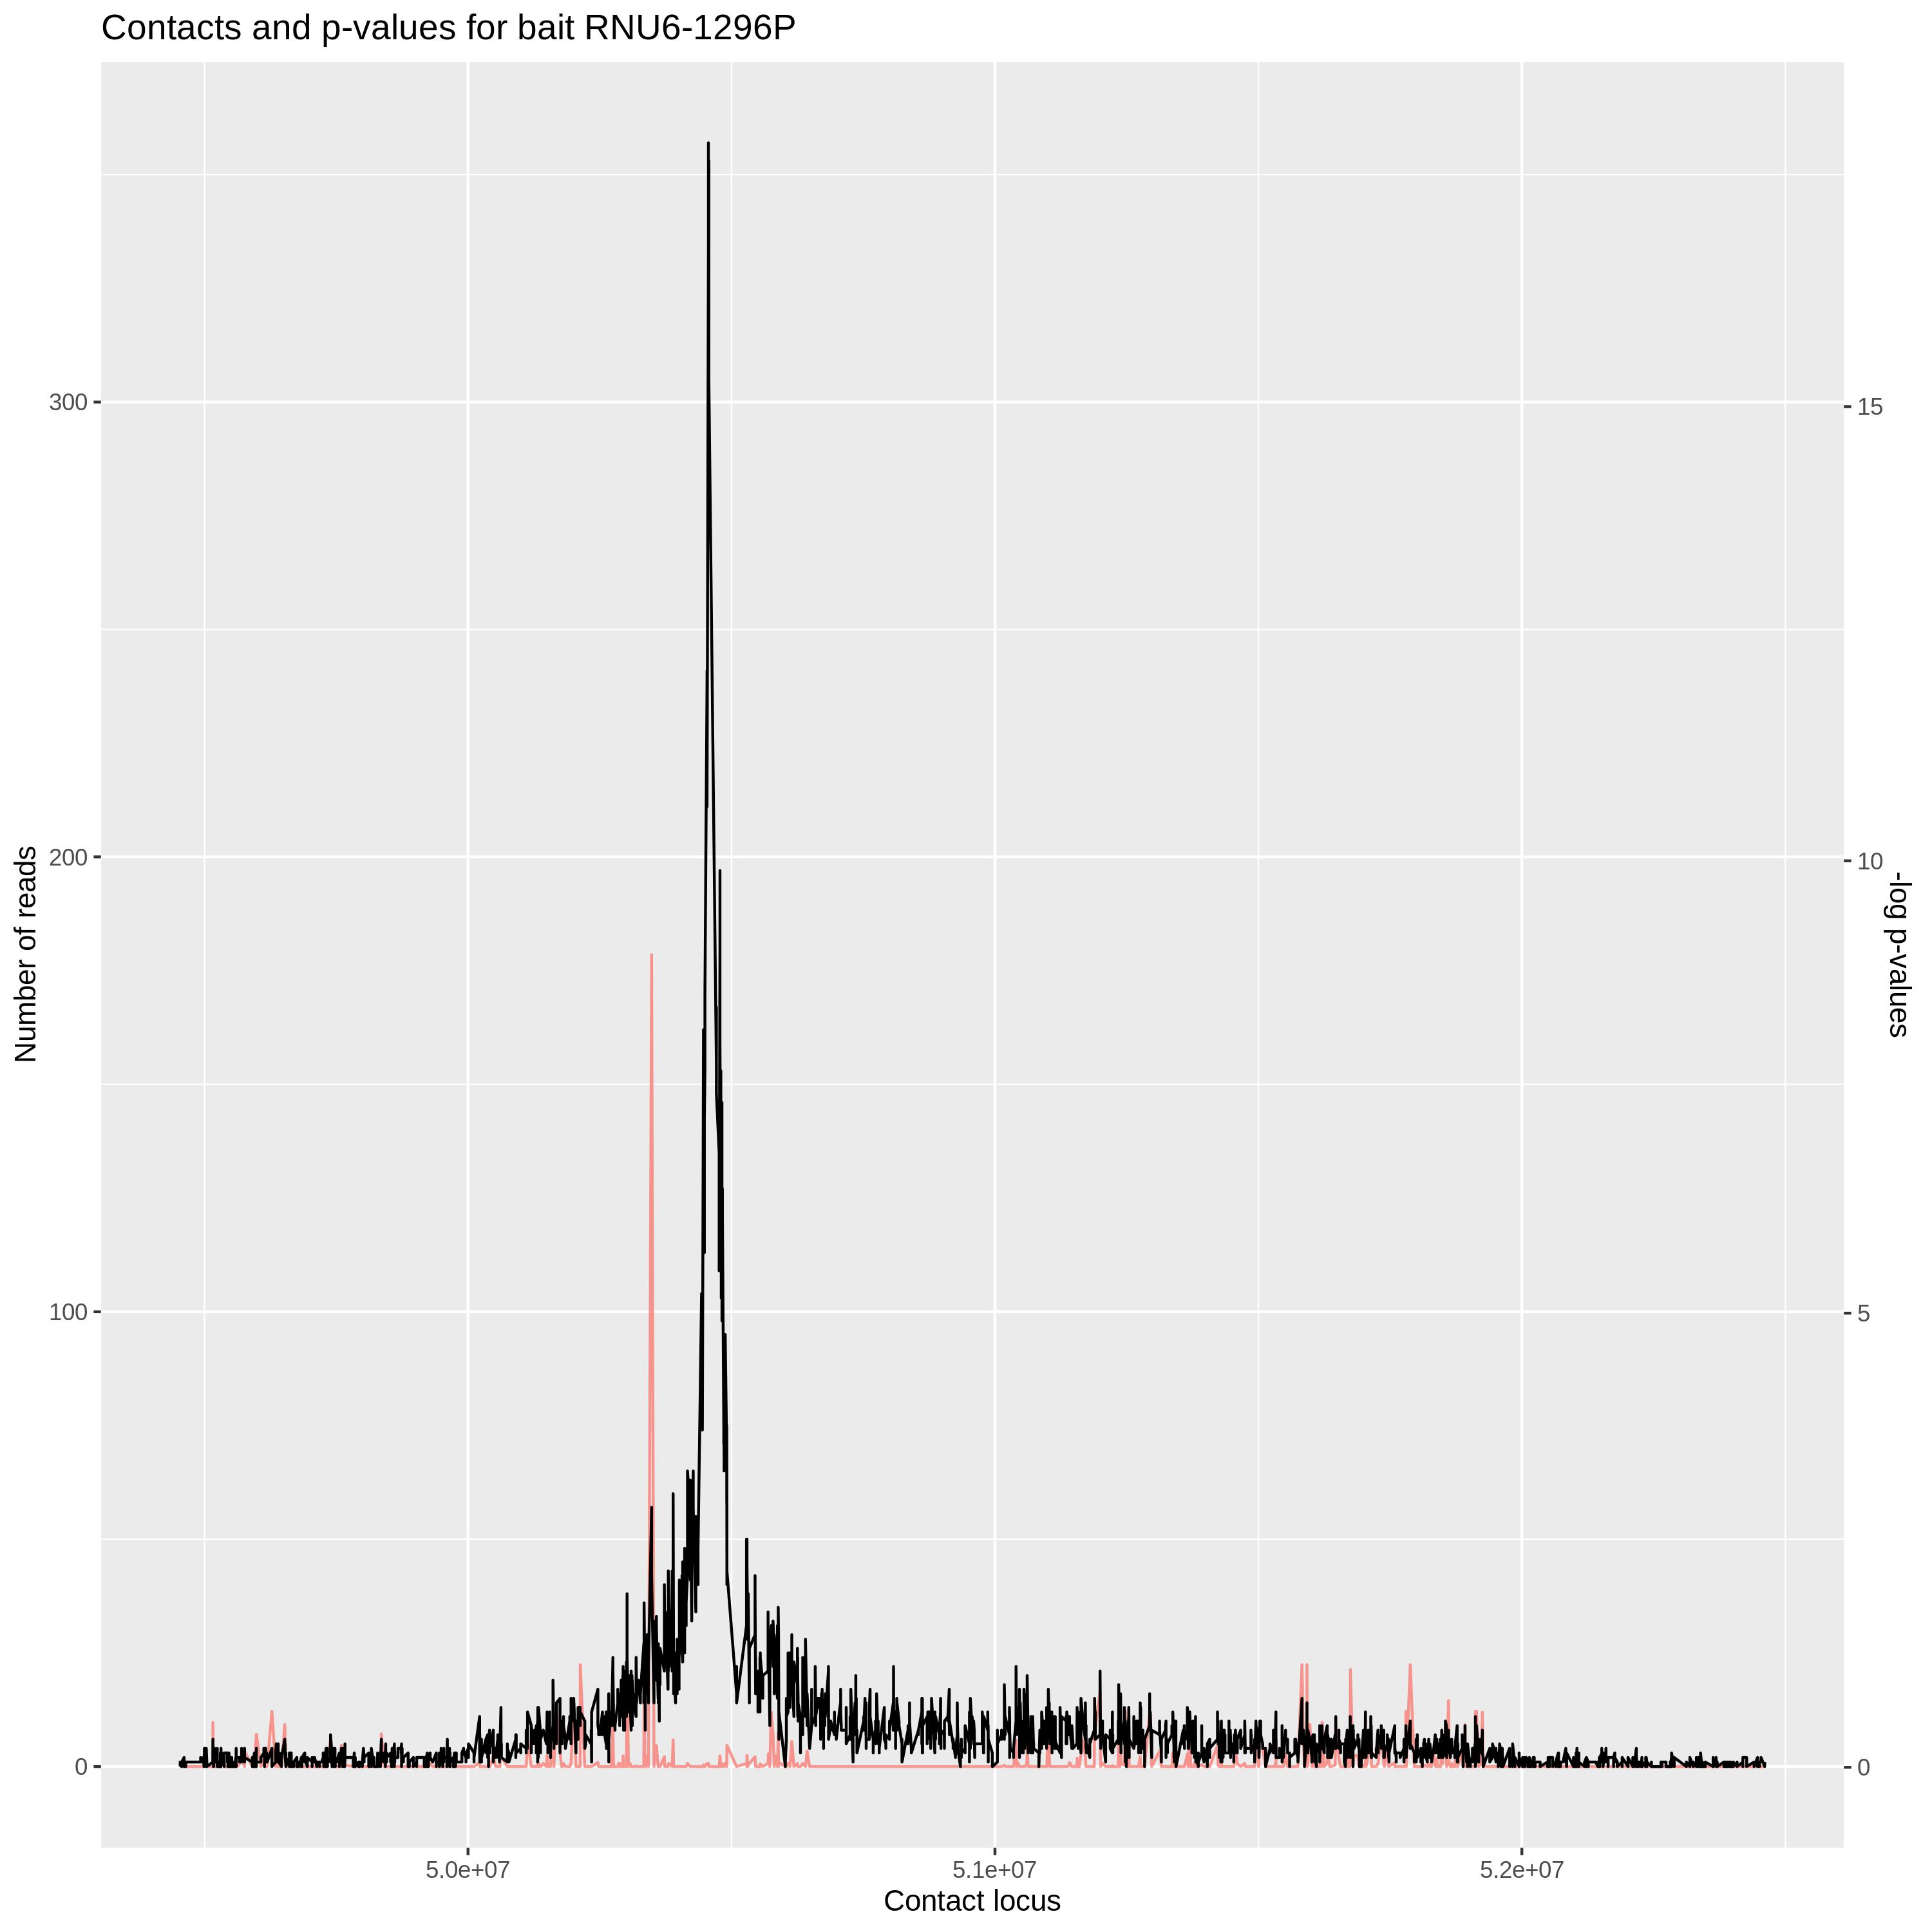 Contacts and p-values for bait RNU6-1296P
300
200
100
0
15
10
5
0
Number of reads
-log p-values
5.0e+07
5.1e+07
5.2e+07
Contact locus